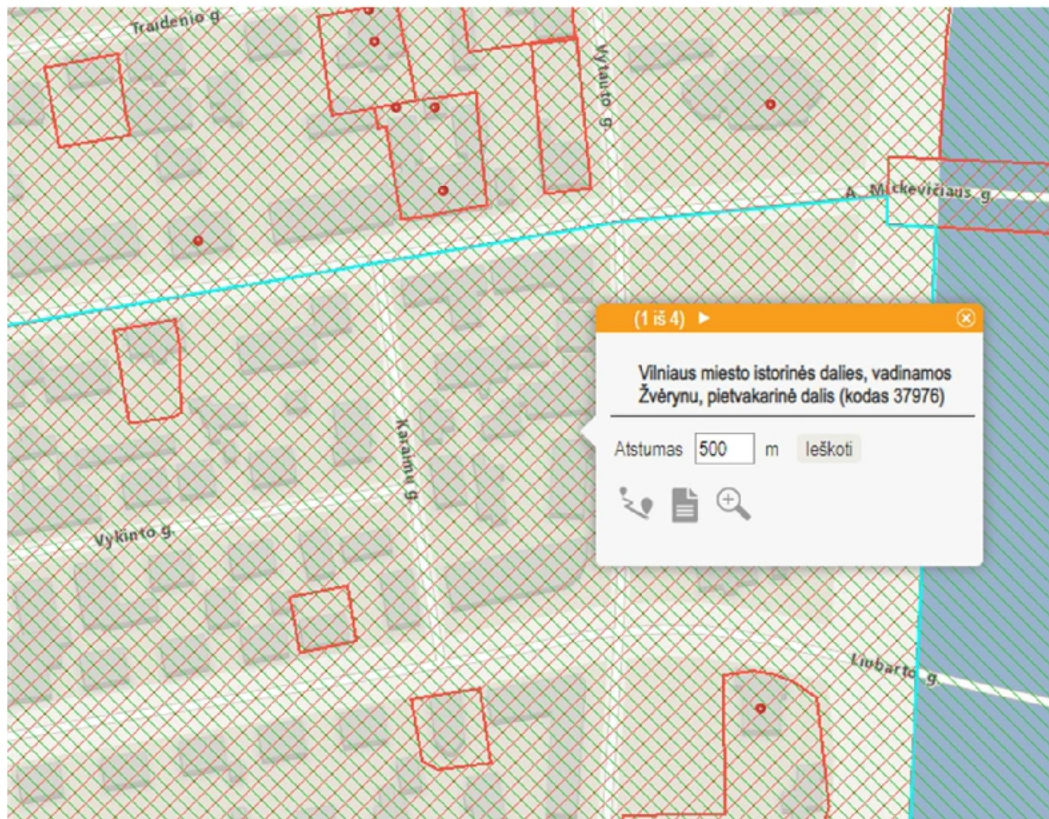 Traidenio g.
Vytauto g.
A. Mickevičiaus g.
(1 iš 4)
Vilniaus miesto istorinės dalies, vadinamos
Žvėrynu, pietvakarinė dalis (kodas 37976)
Atstumas 500 m Ieškoti
Karaimų g.
Vykinto g.
Liubarto g.